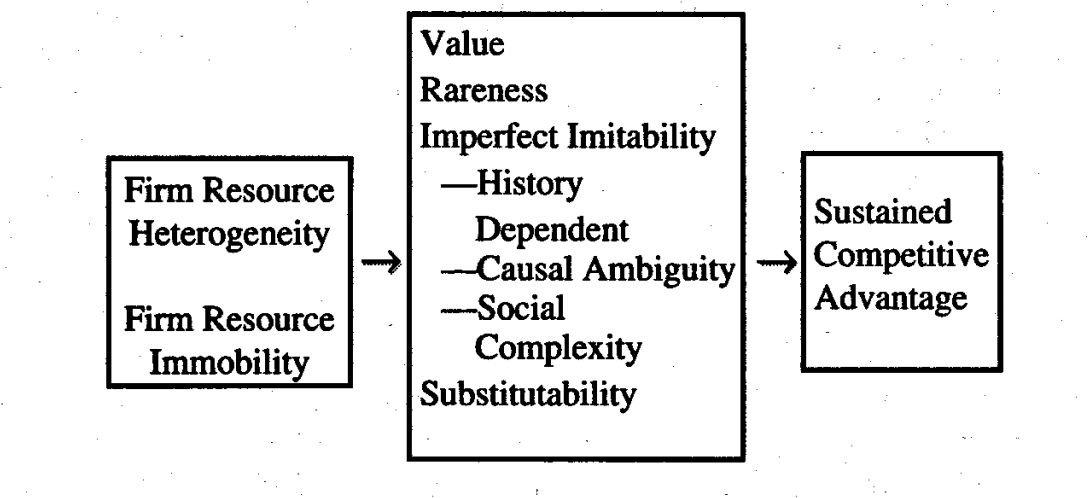 Firm Resource
Heterogeneity
Firm Resource
Immobility
Value
Rareness
Imperfect Imitability
—History
Dependent
—Causal Ambiguity
—Social
Complexity
Substitutability
Sustained
Competitive
Advantage